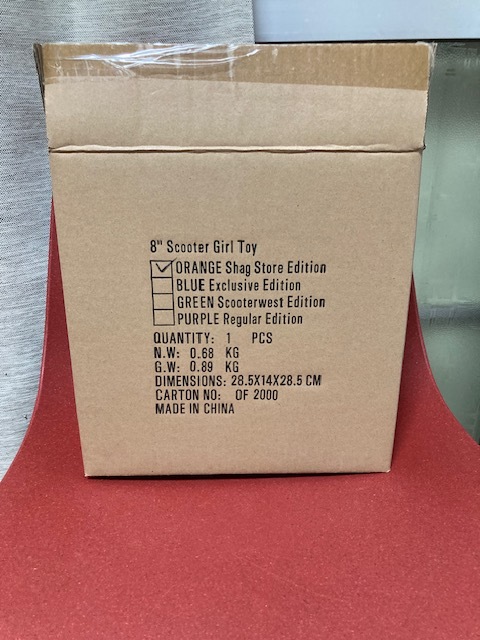 8" Scooter Girl Toy
ORANGE Shag Store Edition
BLUE Exclusive Edition
GREEN Scooterwest Edition
PURPLE Regular Edition
QUANTITY: 1 PCS
N.W: 0.68 KG
G.W: 0.89 KG
DIMENSIONS: 28.5X14X28.5 CM
CARTON NO: OF 2000
MADE IN CHINA